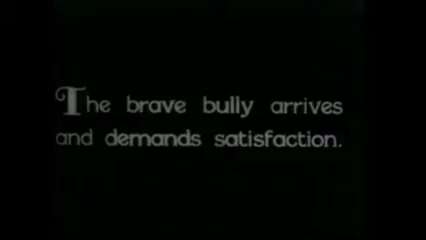 The brave bully arrives
and demands satisfaction.